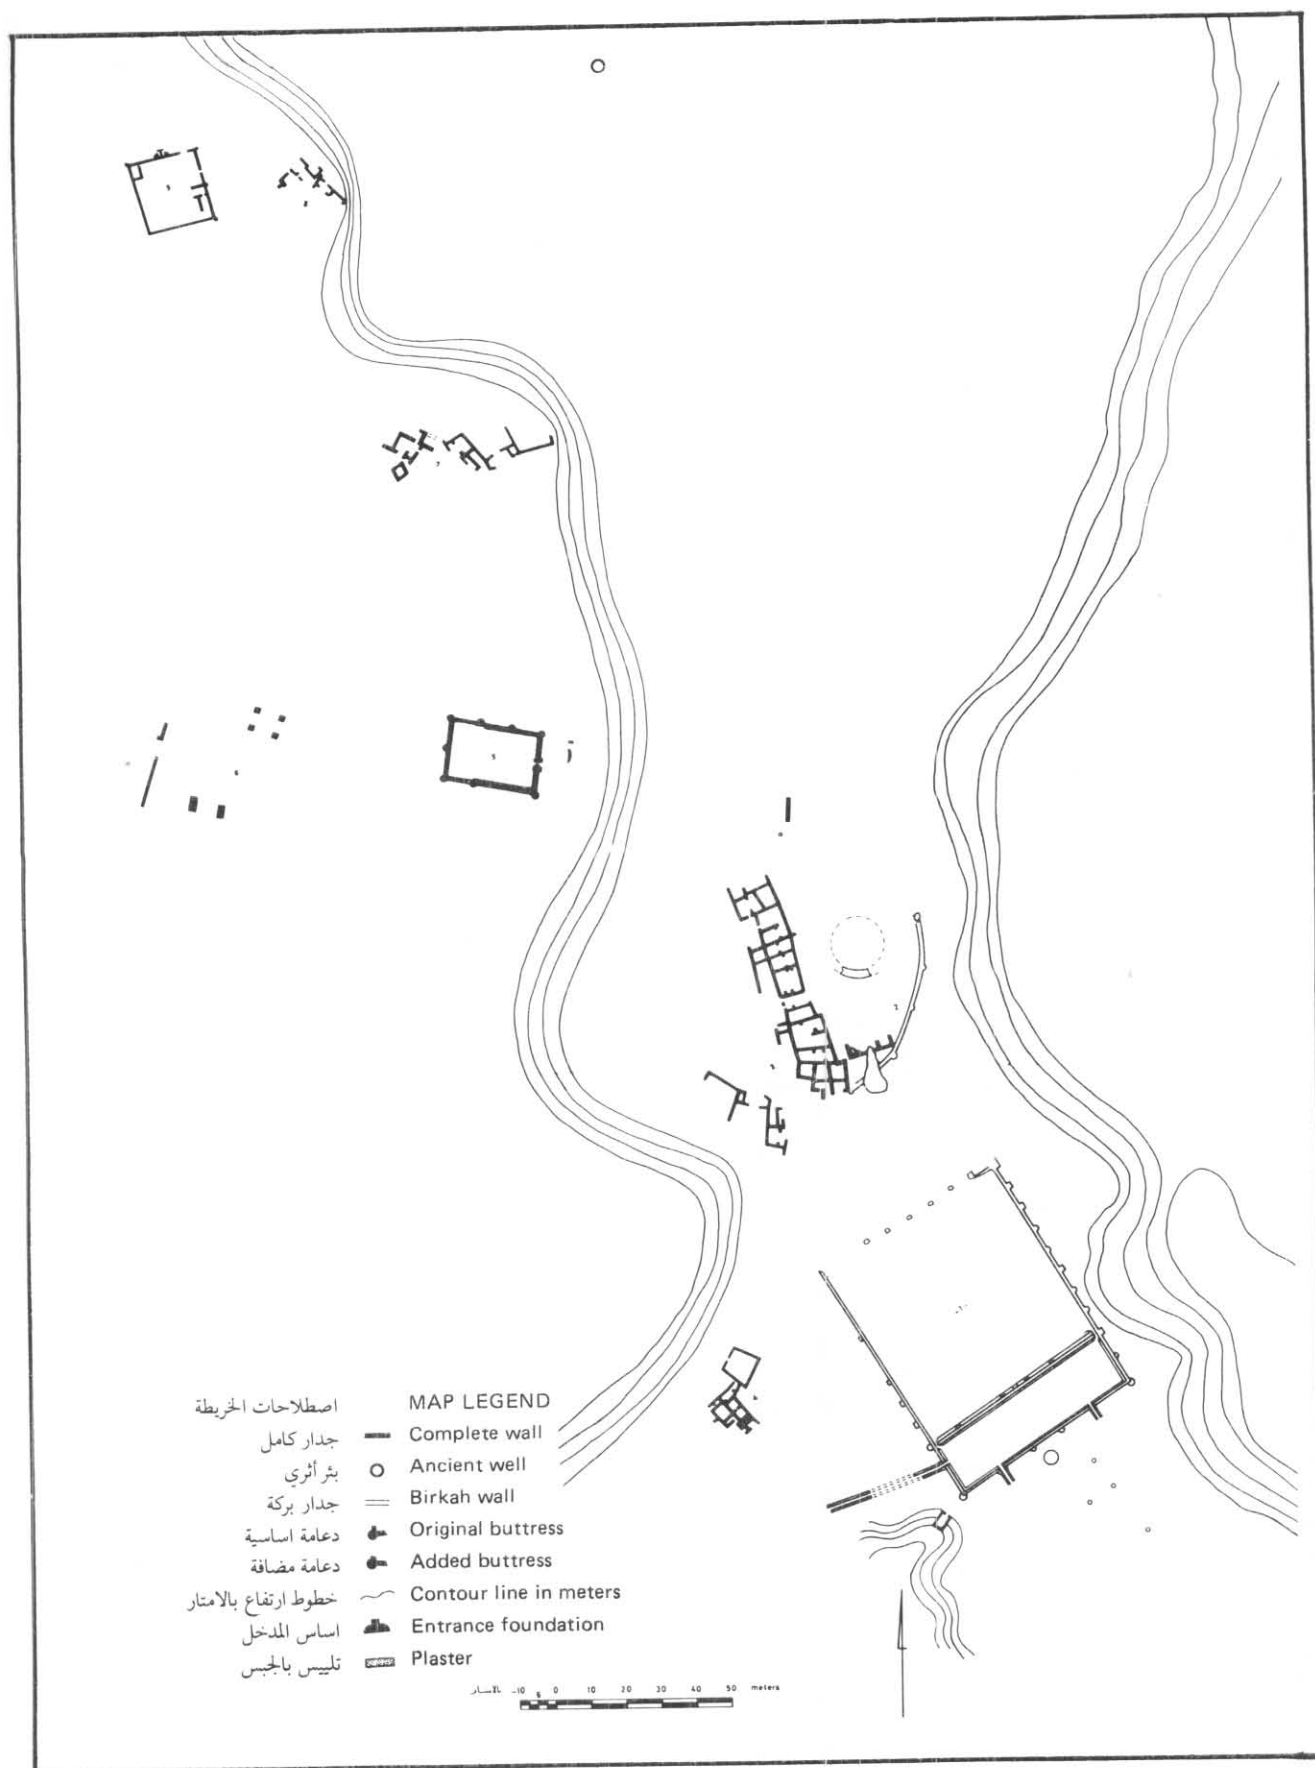 اصطلاحات الخريطة MAP LEGEND
جدار كامل Complete wall
بئر أثري Ancient well
جدار بركة Birkah wall
دعامة اساسية Original buttress
دعامة مضافة Added buttress
خطوط ارتفاع بالامتار Contour line in meters
اساس المدخل Entrance foundation
تلييس بالجبس Plaster
10 5 0 10 20 30 40 50 meters